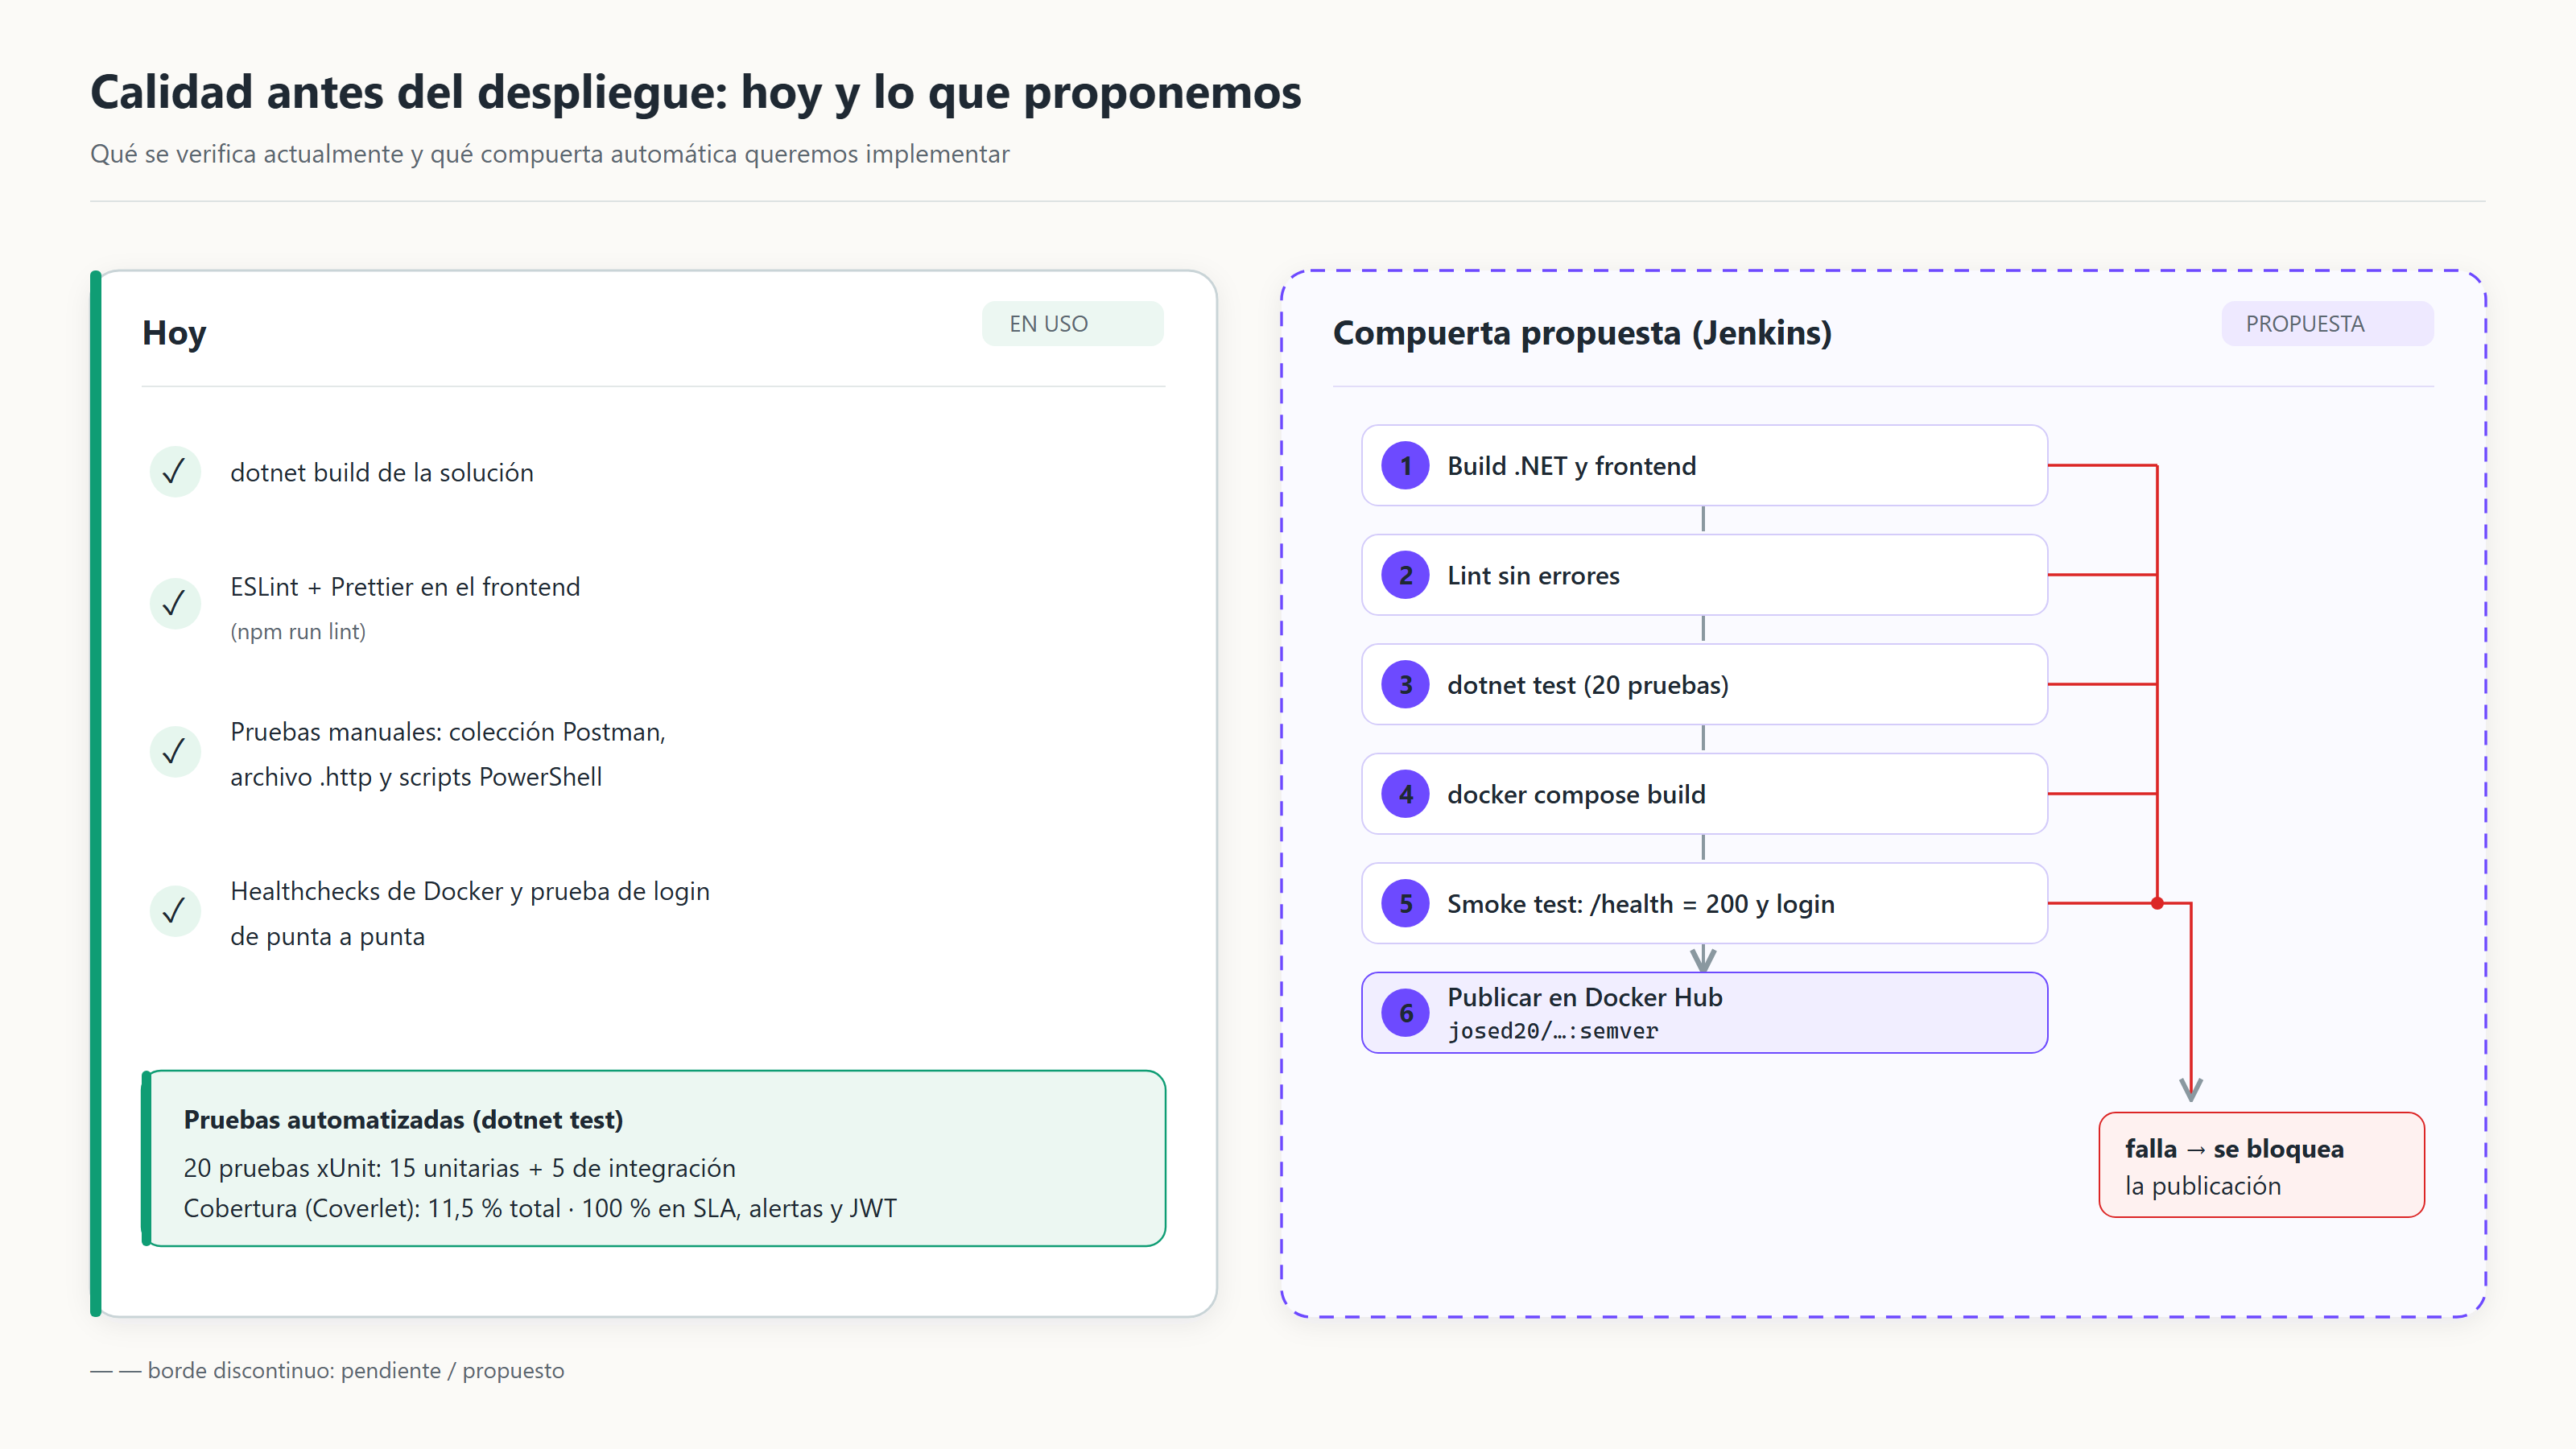 Calidad antes del despliegue: hoy y lo que proponemos
Qué se verifica actualmente y qué compuerta automática queremos implementar
Hoy
EN USO
✓ dotnet build de la solución
✓ ESLint + Prettier en el frontend
(npm run lint)
✓ Pruebas manuales: colección Postman,
archivo .http y scripts PowerShell
✓ Healthchecks de Docker y prueba de login
de punta a punta
Pruebas automatizadas (dotnet test)
20 pruebas xUnit: 15 unitarias + 5 de integración
Cobertura (Coverlet): 11,5 % total · 100 % en SLA, alertas y JWT
Compuerta propuesta (Jenkins)
PROPUESTA
1 Build .NET y frontend
2 Lint sin errores
3 dotnet test (20 pruebas)
4 docker compose build
5 Smoke test: /health = 200 y login
6 Publicar en Docker Hub
josed20/…:semver
falla → se bloquea
la publicación
— — borde discontinuo: pendiente / propuesto